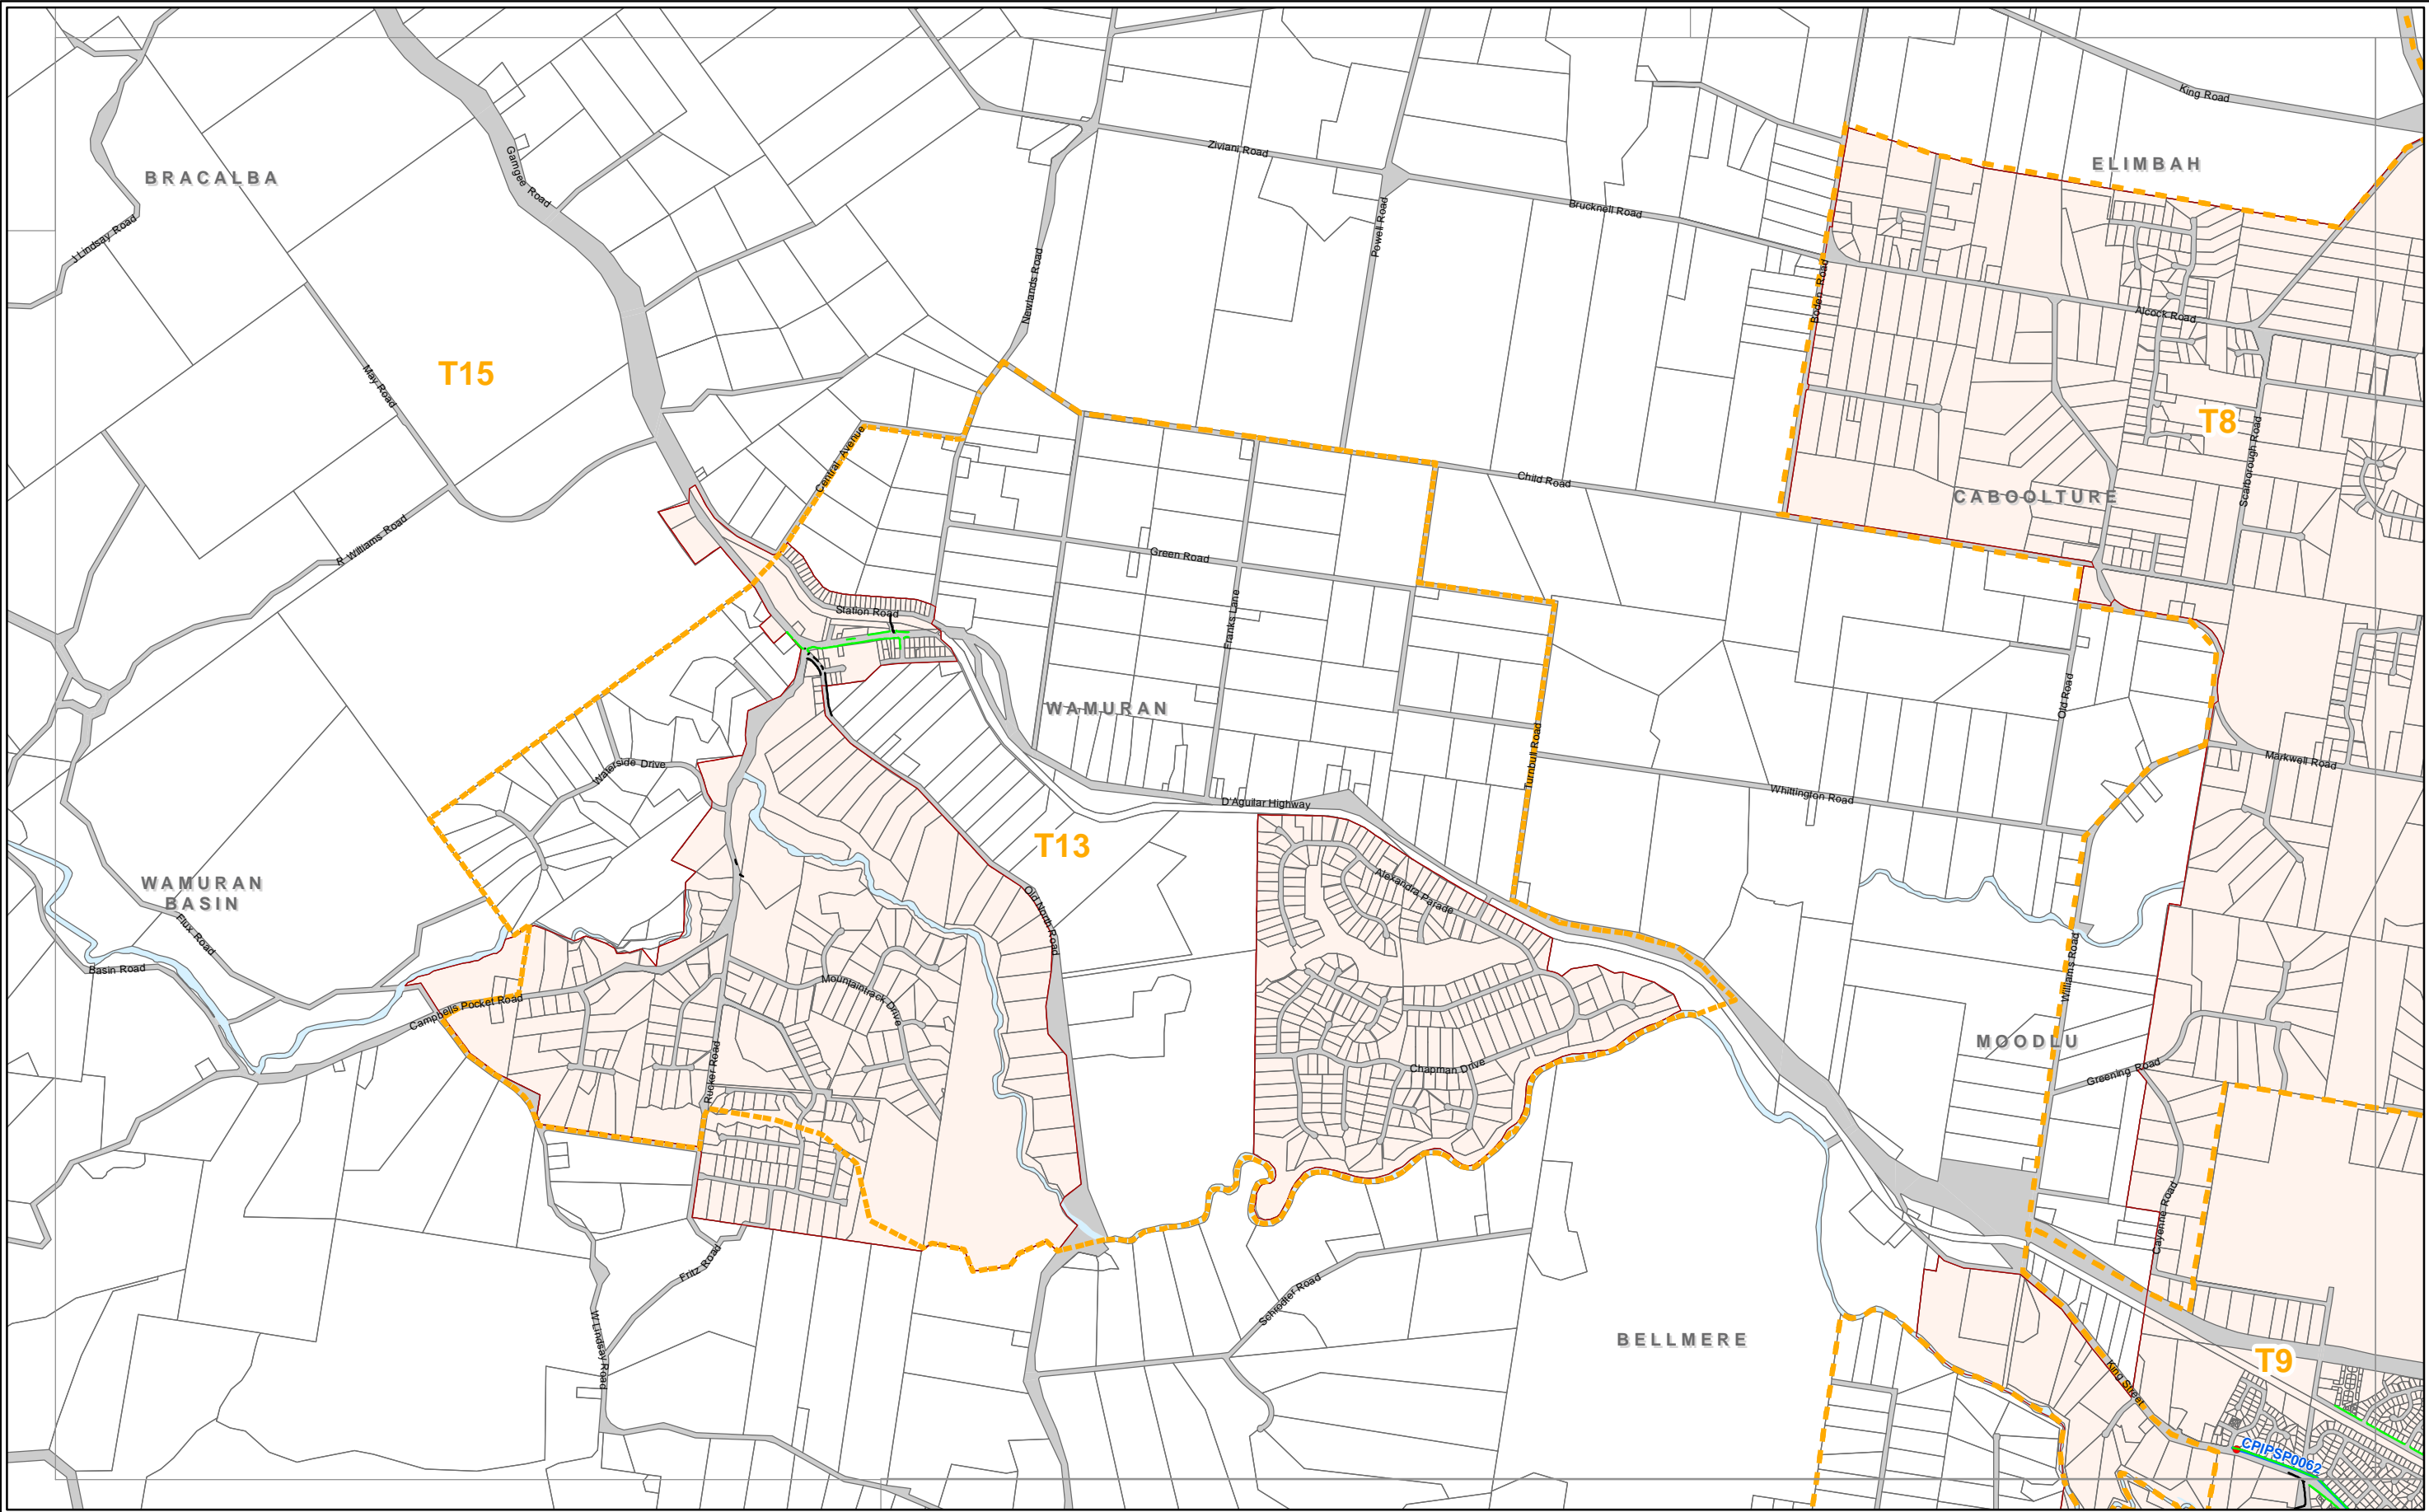 King Road
ELIMBAH
Ziviani Road
BRACALBA
Gamgee Road
Brucknell Road
J Lindsay Road
Powell Road
Newlands Road
Boden Road
Alcock Road
T15
May Road
T8
Central Avenue
Scarborough Road
Child Road
CABOOLTURE
R Williams Road
Green Road
Station Road
Franks Lane
Old Road
WAMURAN
Turnbull Road
Markwell Road
Waterside Drive
Whittington Road
D'Aguilar Highway
T13
WAMURAN
BASIN
Alexandra Parade
Old North Road
Flux Road
Basin Road
Williams Road
Mountaintrack Drive
Campbells Pocket Road
MOODLU
Rucker Road
Chapman Drive
Greening Road
Cayenne Road
Fritz Road
Schrodier Road
W Lindsay Road
BELLMERE
T9
King Street
CPIPSP0062